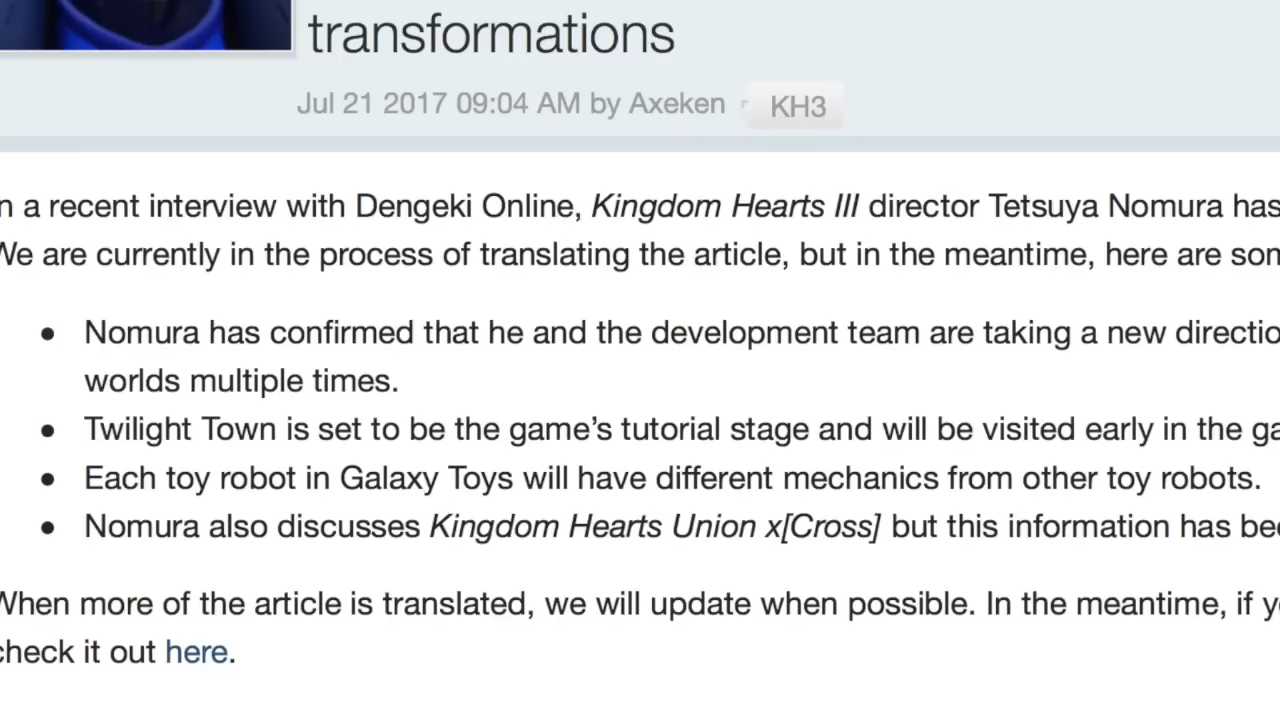 transformations
Jul 21 2017 09:04 AM by Axeken KH3
n a recent interview with Dengeki Online, Kingdom Hearts III director Tetsuya Nomura has
We are currently in the process of translating the article, but in the meantime, here are som
• Nomura has confirmed that he and the development team are taking a new directio
worlds multiple times.
• Twilight Town is set to be the game’s tutorial stage and will be visited early in the ga
• Each toy robot in Galaxy Toys will have different mechanics from other toy robots.
• Nomura also discusses Kingdom Hearts Union x[Cross] but this information has bee
When more of the article is translated, we will update when possible. In the meantime, if yo
check it out here.